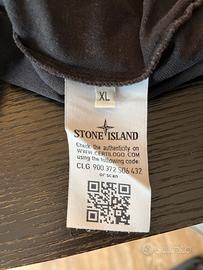 XL
STONE ISLAND
Check the authenticity on
WWW.CERTILOGO.COM
using the following code:
CLG 900 372 506 432
or scan